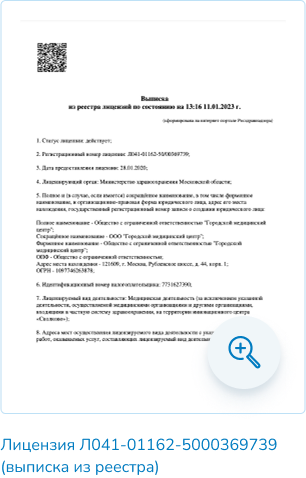 Выписка
из реестра лицензий по состоянию на 13:16 11.01.2023 г.
(сформирована на интернет-портале Росздравнадзора)
1. Статус лицензии: действует;
2. Регистрационный номер лицензии: Л041-01162-50/00369739;
3. Дата предоставления лицензии: 28.01.2020;
4. Лицензирующий орган: Министерство здравоохранения Московской области;
5. Полное и (в случае, если имеется) сокращённое наименование, в том числе фирменное
наименование, и организационно-правовая форма юридического лица, адрес его места
нахождения, государственный регистрационный номер записи о создании юридического лица:
Полное наименование - Общество с ограниченной ответственностью "Городской медицинский
центр";
Сокращённое наименование - ООО "Городской медицинский центр";
Фирменное наименование - Общество с ограниченной ответственностью "Городской
медицинский центр";
ОПФ - Общество с ограниченной ответственностью;
Адрес места нахождения - 121609, г. Москва, Рублевское шоссе, д. 44, корп. 1;
ОГРН - 1097746263878;
6. Идентификационный номер налогоплательщика: 7731627390;
7. Лицензируемый вид деятельности: Медицинская деятельность (за исключением указанной
деятельности, осуществляемой медицинскими организациями и другими организациями,
входящими в частную систему здравоохранения, на территории инновационного центра
«Сколково»);
8. Адреса мест осуществления лицензируемого вида деятельности с
работ, оказываемых услуг, составляющих лицензируемый вид
Лицензия Л041-01162-5000369739
(выписка из реестра)